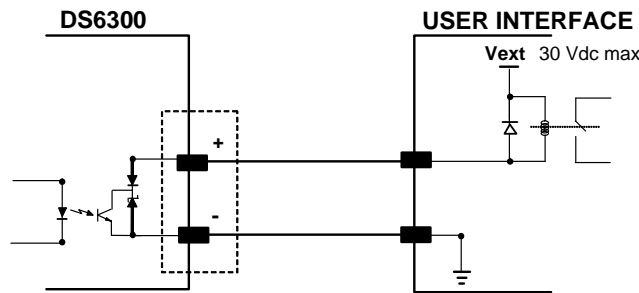 DS6300
USER INTERFACE
Vext 30 Vdc max
+
-